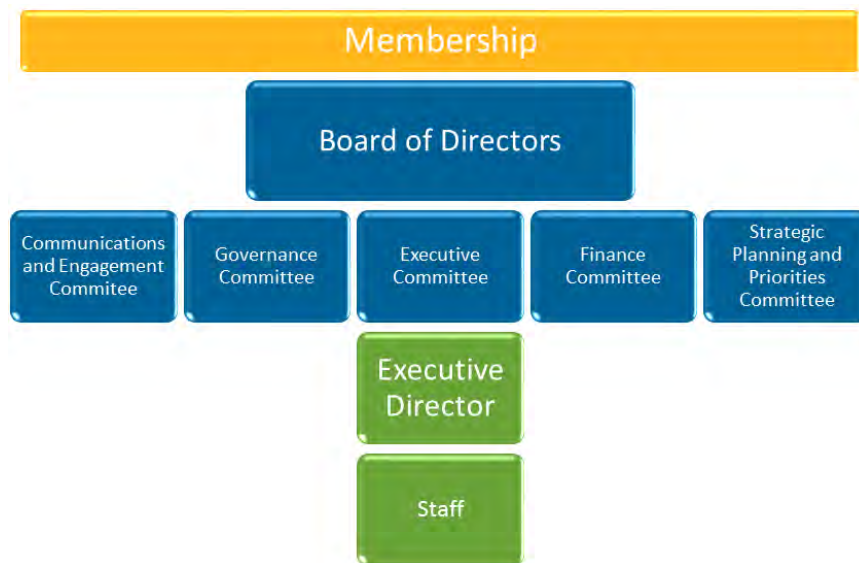 Membership
Board of Directors
Communications
and Engagement
Commitee
Governance
Committee
Executive
Committee
Finance
Committee
Strategic
Planning and
Priorities
Committee
Executive
Director
Staff